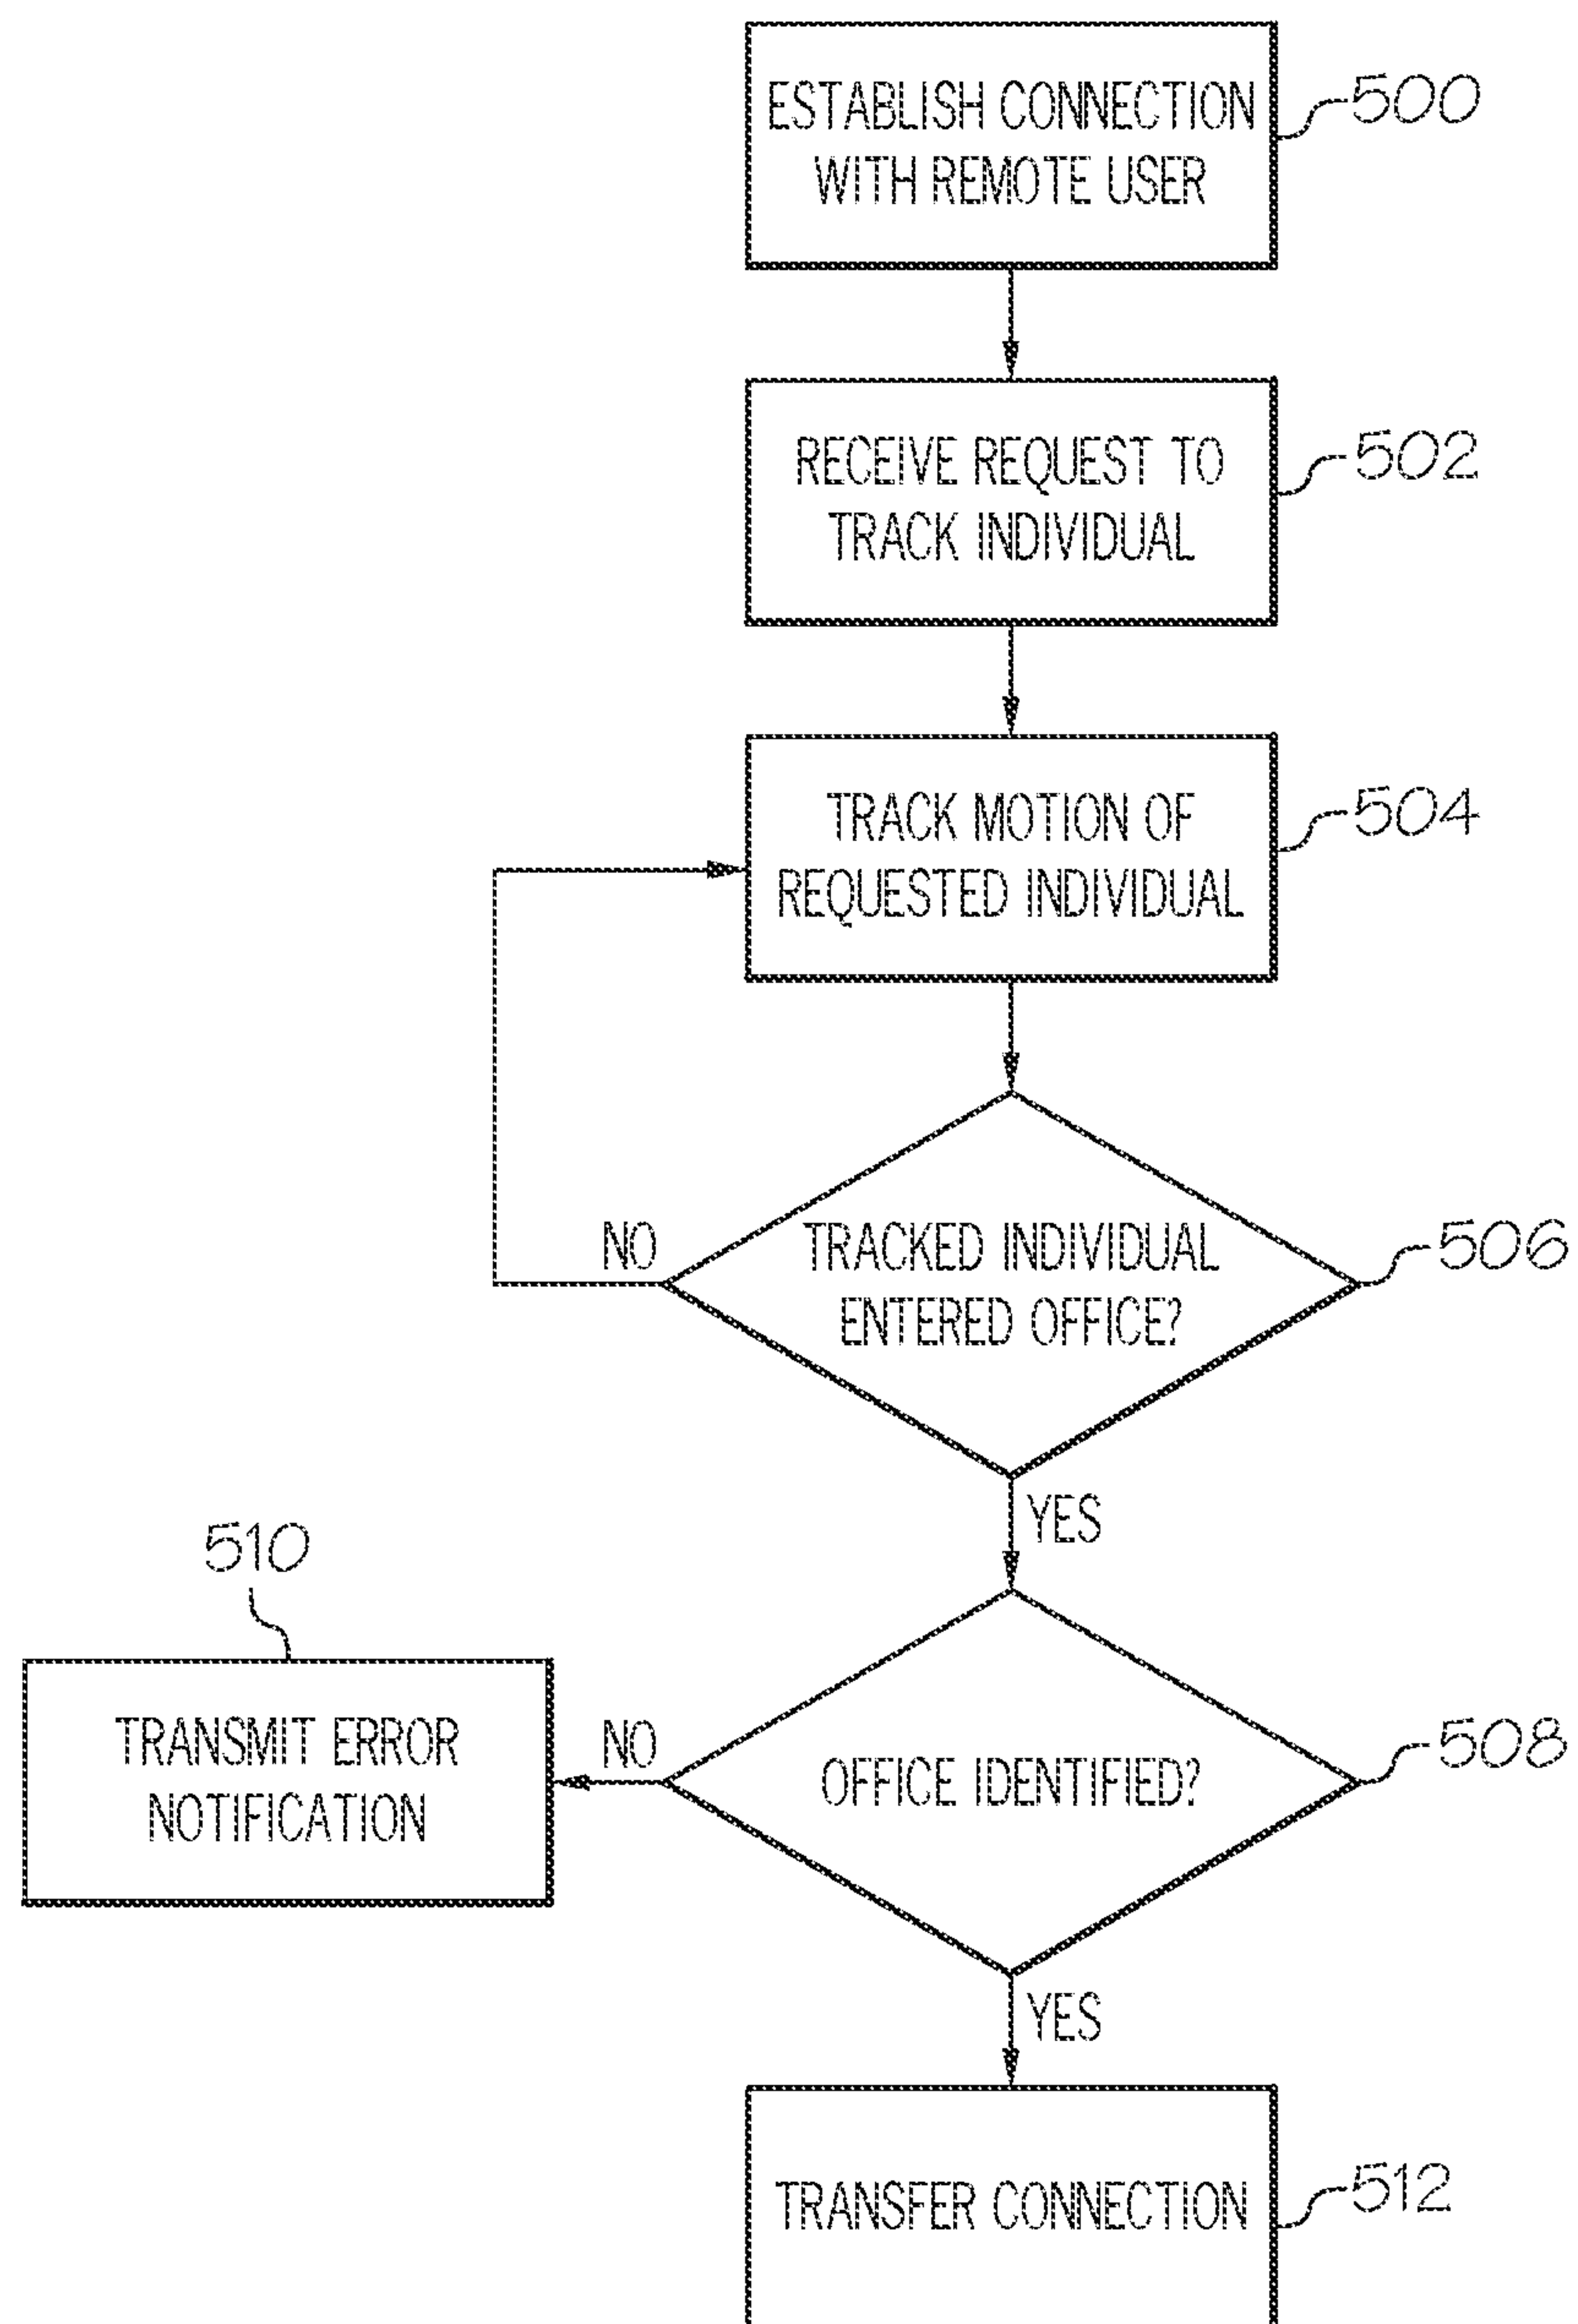 ESTABLISH CONNECTION
WITH REMOTE USER
500
RECEIVE REQUEST TO
TRACK INDIVIDUAL
502
TRACK MOTION OF
REQUESTED INDIVIDUAL
504
NO
TRACKED INDIVIDUAL
ENTERED OFFICE?
506
YES
510
TRANSMIT ERROR
NOTIFICATION
NO
OFFICE IDENTIFIED?
508
YES
TRANSFER CONNECTION
512